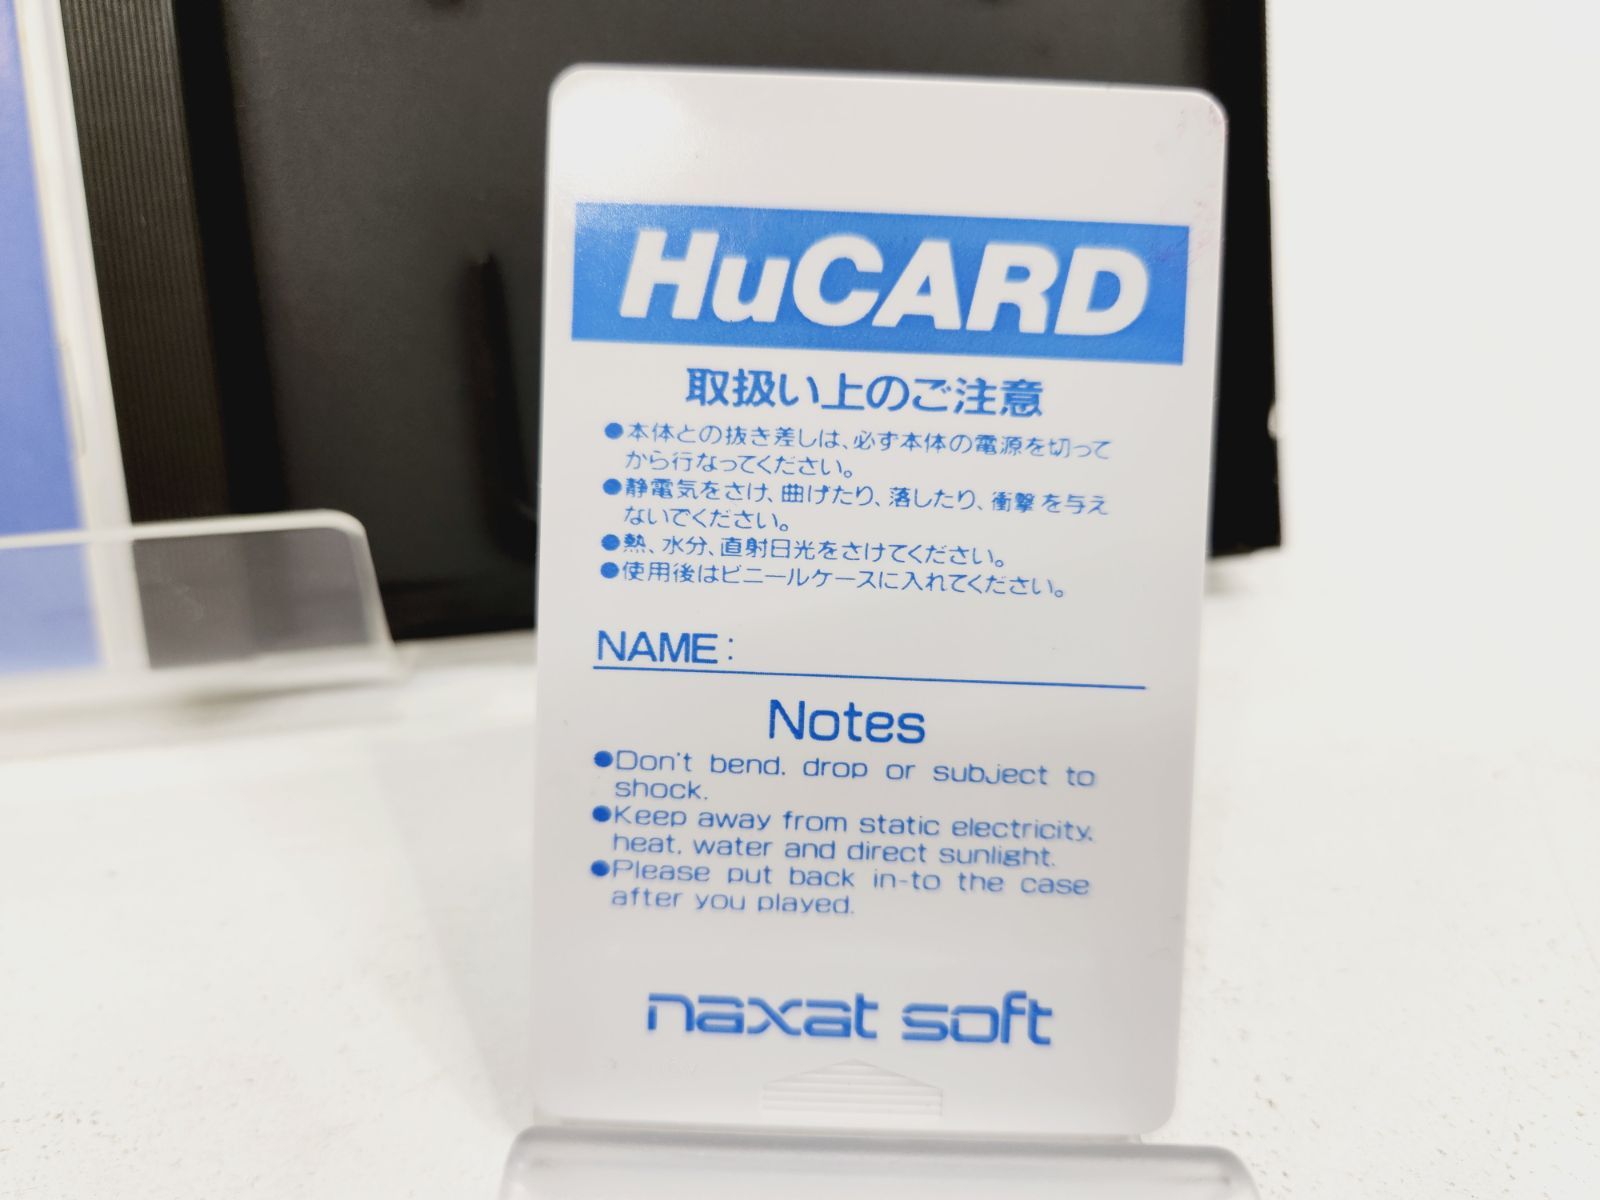 HuCARD
取扱い上のご注意
●本体との抜き差しは、必ず本体の電源を切って
から行なってください。
●静電気をさけ、曲げたり、落したり、衝撃を与え
ないでください。
●熱、水分、直射日光をさけてください。
●使用後はビニールケースに入れてください。
NAME:
Notes
●Don't bend, drop or subject to
shock.
●Keep away from static electricity,
heat, water and direct sunlight.
●Please put back in-to the case
after you played.
naxat soft